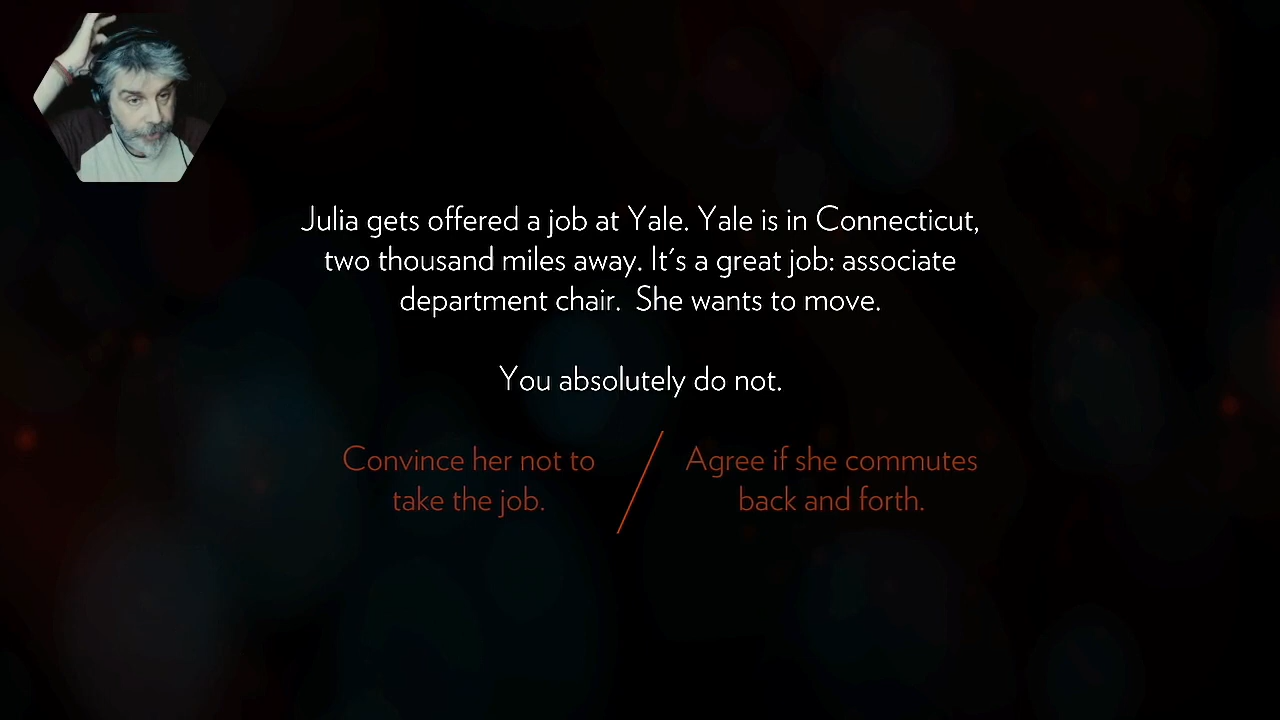 Julia gets offered a job at Yale. Yale is in Connecticut,
two thousand miles away. It's a great job: associate
department chair.  She wants to move.
You absolutely do not.
Convince her not to
take the job.
Agree if she commutes
back and forth.